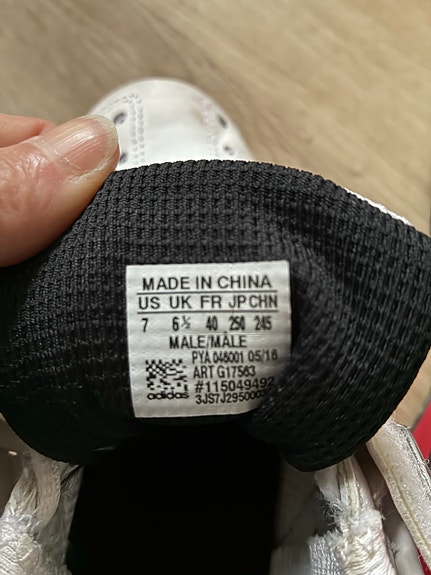 MADE IN CHINA
US UK FR JP CHN
7 6½ 40 250 245
MALE/MÂLE
PYA 046001 05/16
ART G17563
#115049492
adidas